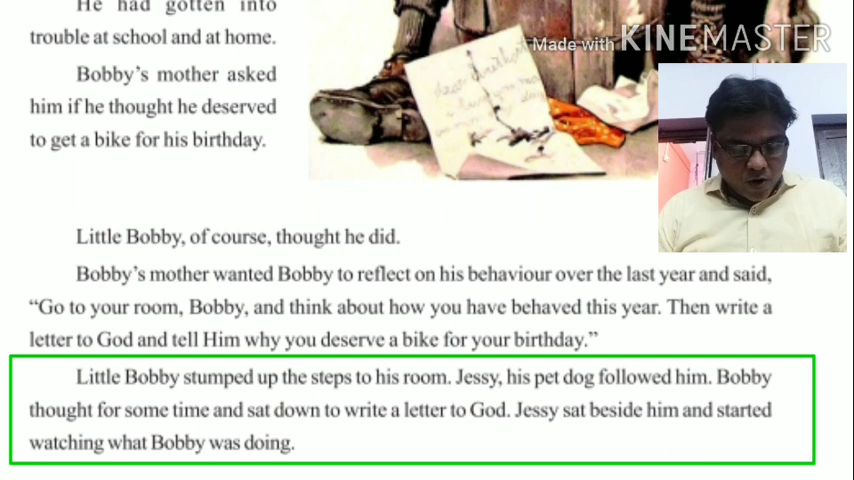 He had gotten into
trouble at school and at home.
Bobby's mother asked
him if he thought he deserved
to get a bike for his birthday.
Made with KINEMASTER
Little Bobby, of course, thought he did.
Bobby's mother wanted Bobby to reflect on his behaviour over the last year and said,
“Go to your room, Bobby, and think about how you have behaved this year. Then write a
letter to God and tell Him why you deserve a bike for your birthday.”
Little Bobby stumped up the steps to his room. Jessy, his pet dog followed him. Bobby
thought for some time and sat down to write a letter to God. Jessy sat beside him and started
watching what Bobby was doing.